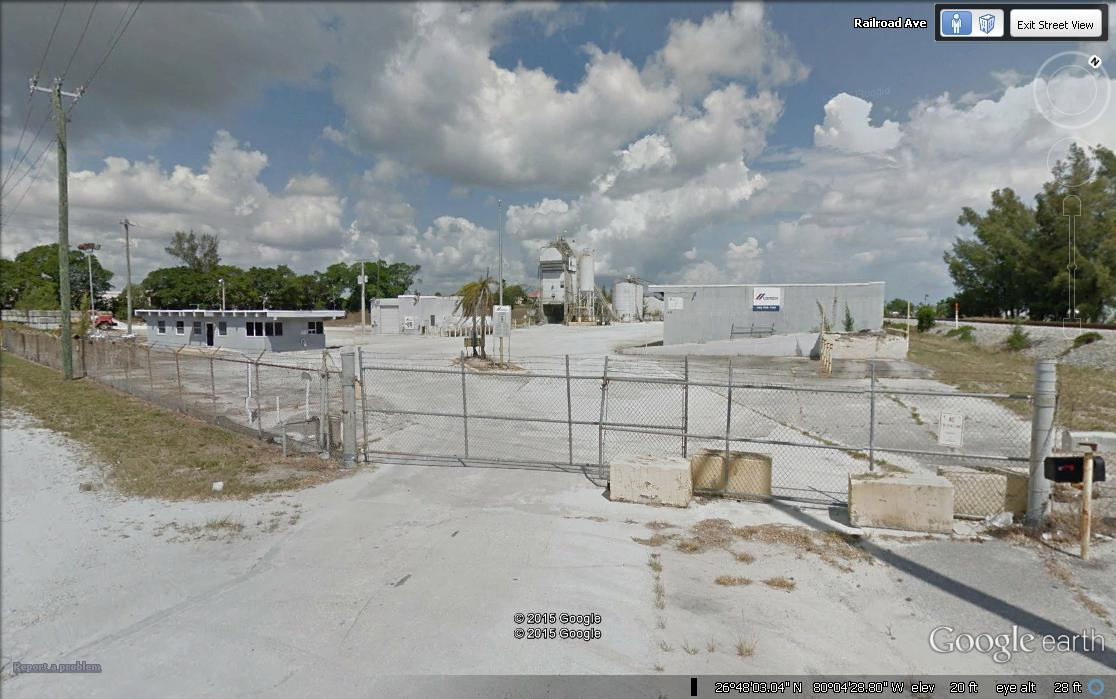 Railroad Ave
Exit Street View
N
© 2015 Google
© 2015 Google
Google earth
Report a problem
26°48'03.04" N 80°04'28.80" W elev 20 ft eye alt 28 ft